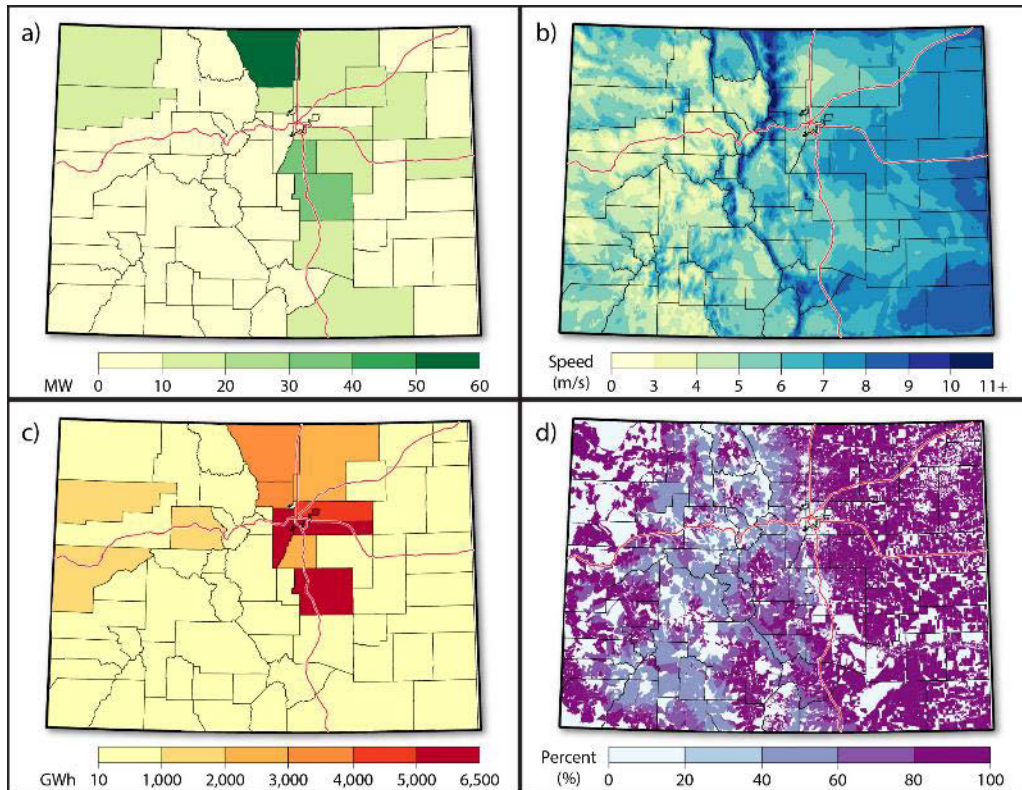 a)
MW
0 10 20 30 40 50 60
b)
Speed
(m/s)
0 3 4 5 6 7 8 9 10 11+
c)
GWh
10 1,000 2,000 3,000 4,000 5,000 6,500
d)
Percent
(%)
0 20 40 60 80 100